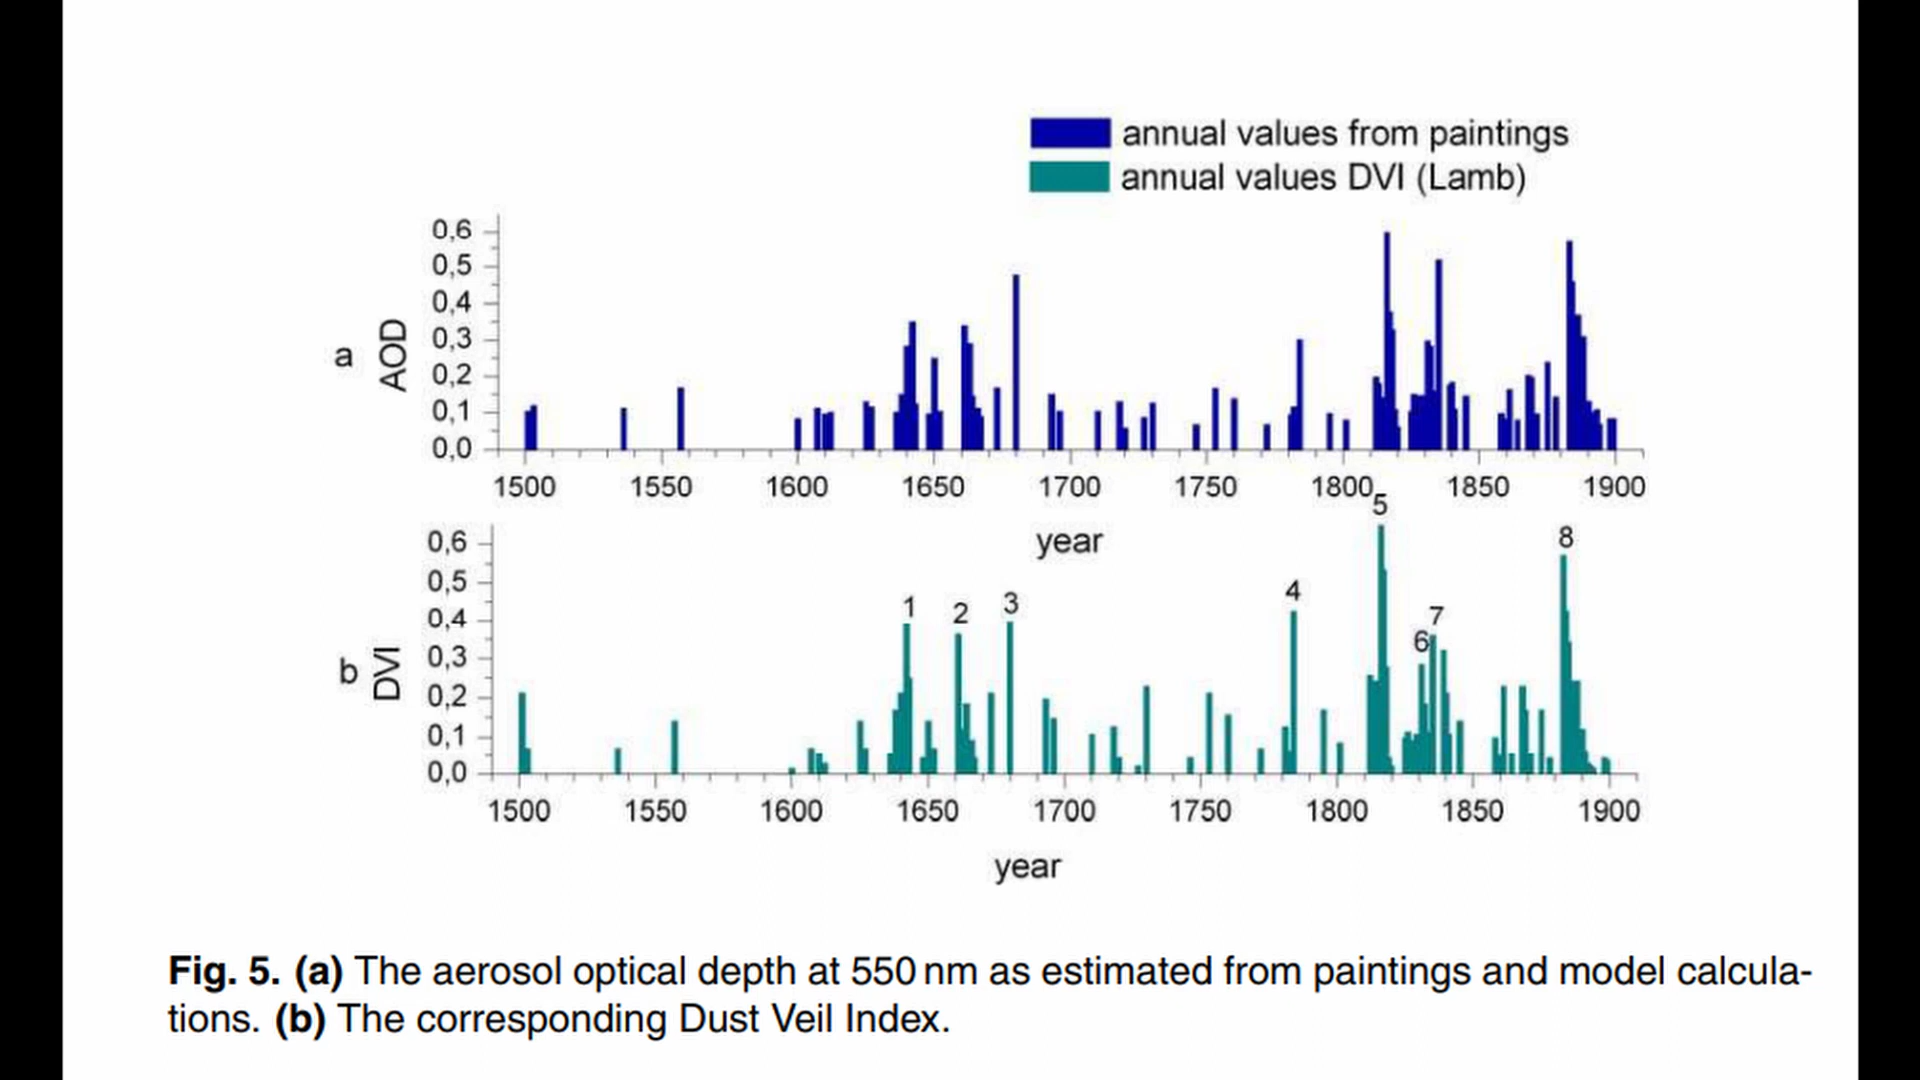 annual values from paintings
annual values DVI (Lamb)
a
AOD
0,6
0,5
0,4
0,3
0,2
0,1
0,0
1500 1550 1600 1650 1700 1750 1800 1850 1900
year
b
DVI
0,6
0,5
0,4
0,3
0,2
0,1
0,0
1 2 3 4 5 6 7 8
1500 1550 1600 1650 1700 1750 1800 1850 1900
year
Fig. 5. (a) The aerosol optical depth at 550 nm as estimated from paintings and model calcula-
tions. (b) The corresponding Dust Veil Index.